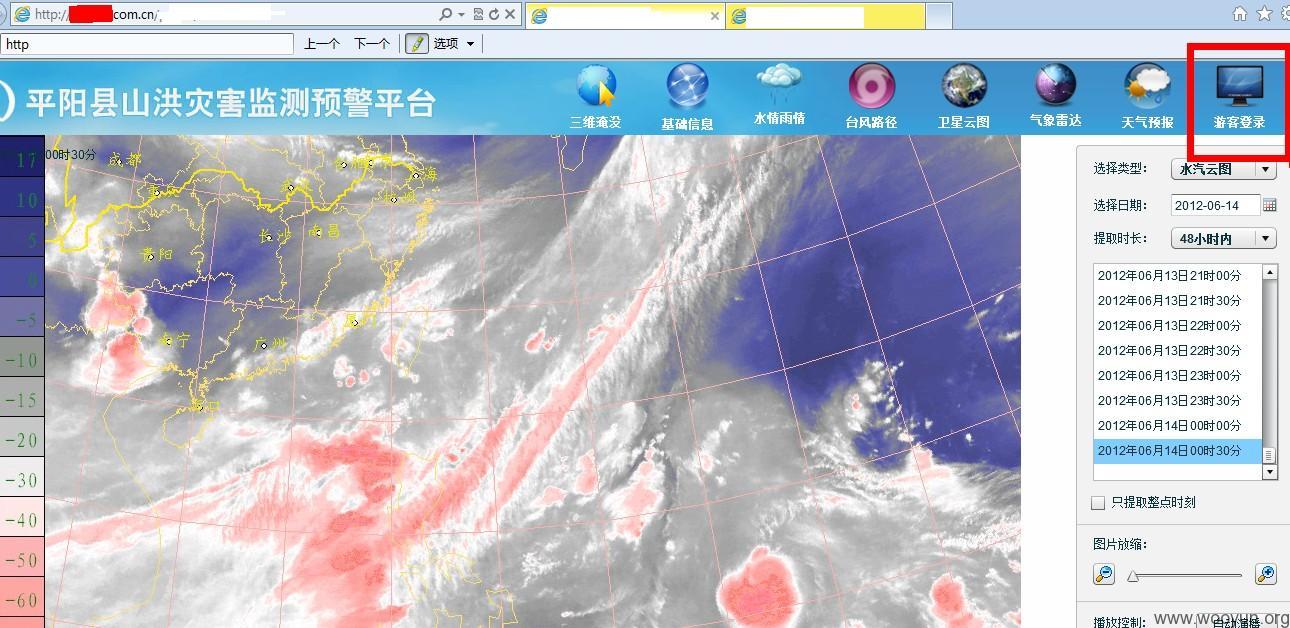 http://
com.cn/
http
上一个 下一个 选项
平阳县山洪灾害监测预警平台
三维淹没 基础信息 水情雨情 台风路径 卫星云图 气象雷达 天气预报 游客登录
00时30分
成都
长沙 南昌
贵阳
南宁 广州
17
10
5
0
-5
-10
-15
-20
-30
-40
-50
-60
选择类型: 水汽云图
选择日期: 2012-06-14
提取时长: 48小时内
2012年06月13日21时00分
2012年06月13日21时30分
2012年06月13日22时00分
2012年06月13日22时30分
2012年06月13日23时00分
2012年06月13日23时30分
2012年06月14日00时00分
2012年06月14日00时30分
只提取整点时刻
图片放缩:
播放控制: 自动播放
www.wooyun.org